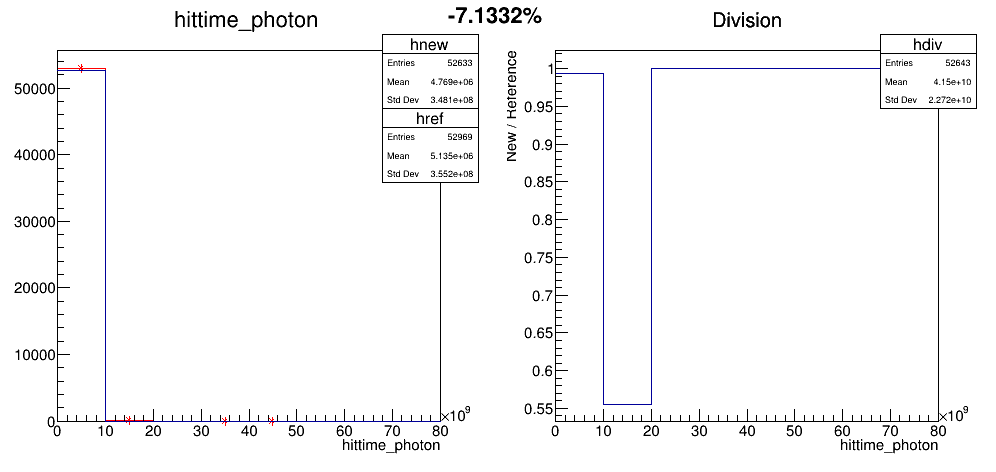 -7.1332%
hittime_photon
hnew
Entries 52633
Mean 4.769e+06
Std Dev 3.481e+08
href
Entries 52969
Mean 5.135e+06
Std Dev 3.552e+08
50000
40000
30000
20000
10000
0
0 10 20 30 40 50 60 70 80
×10⁹
hittime_photon
Division
hdiv
Entries 52643
Mean 4.15e+10
Std Dev 2.272e+10
New / Reference
1
0.95
0.9
0.85
0.8
0.75
0.7
0.65
0.6
0.55
0 10 20 30 40 50 60 70 80
×10⁹
hittime_photon